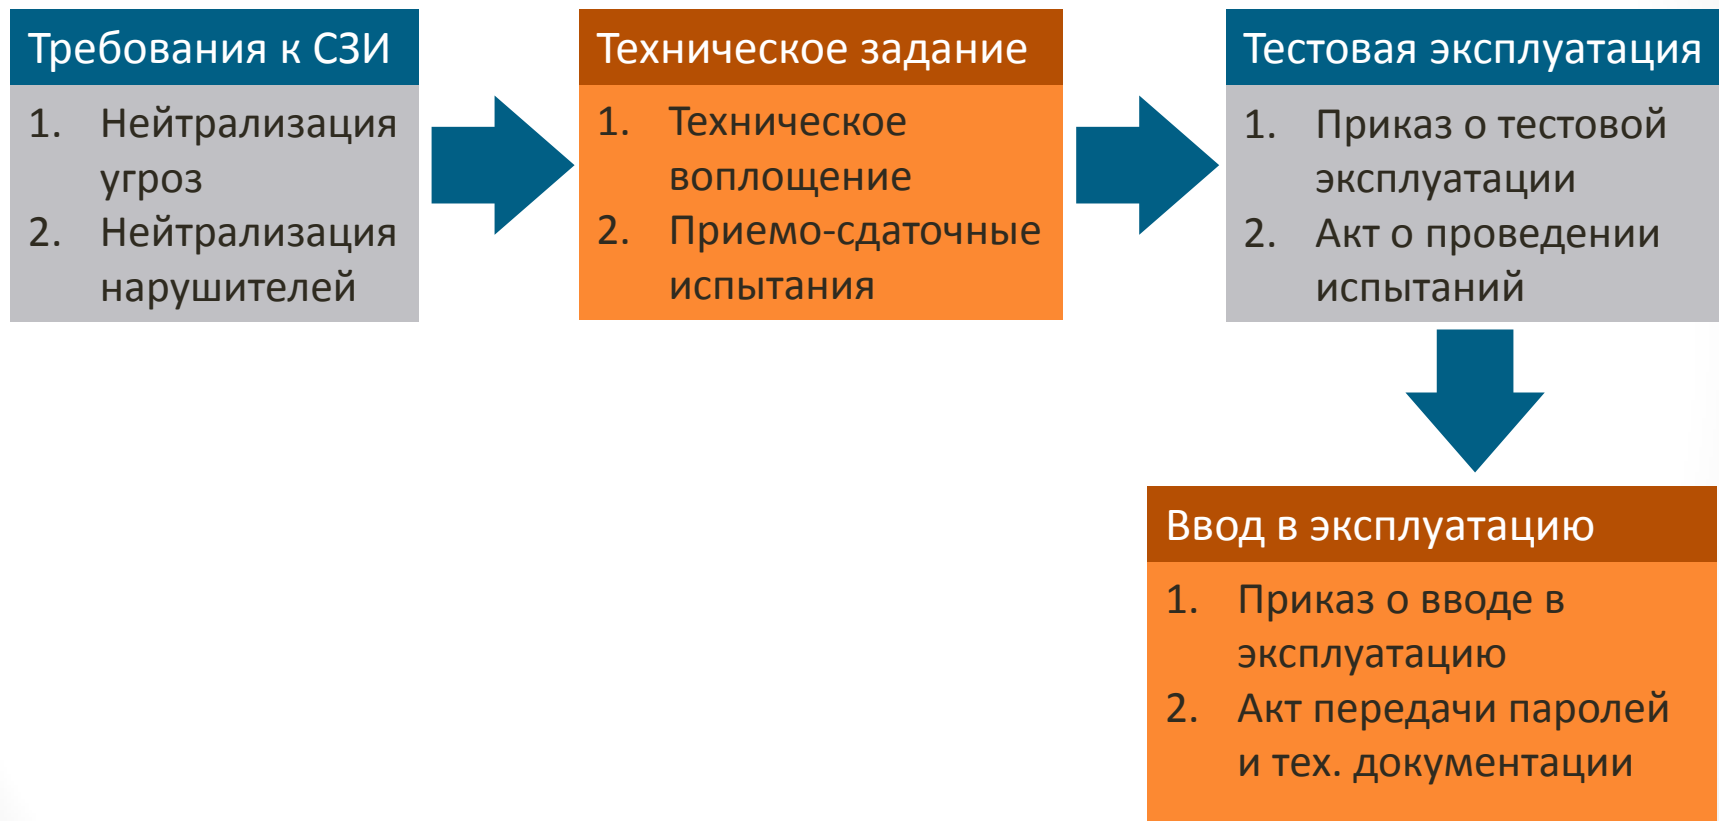 Требования к СЗИ
1. Нейтрализация
угроз
2. Нейтрализация
нарушителей
Техническое задание
1. Техническое
воплощение
2. Приемо-сдаточные
испытания
Тестовая эксплуатация
1. Приказ о тестовой
эксплуатации
2. Акт о проведении
испытаний
Ввод в эксплуатацию
1. Приказ о вводе в
эксплуатацию
2. Акт передачи паролей
и тех. документации